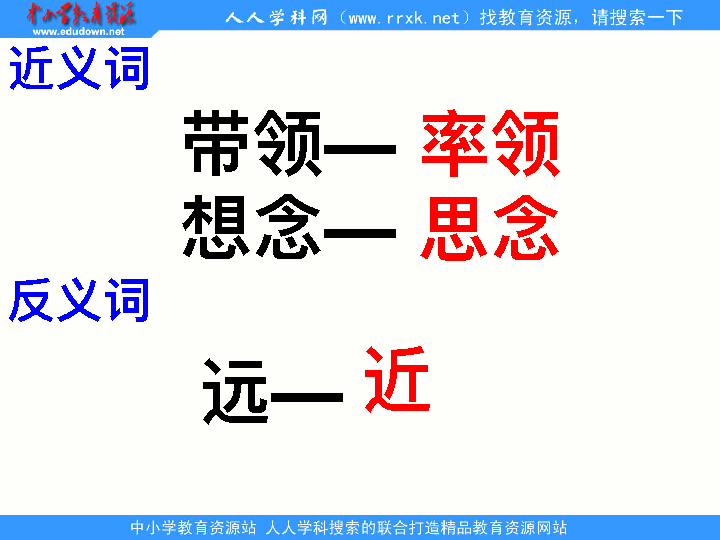 中小学教育资源
www.edudown.net
人人学科网（www.rrxk.net）找教育资源，请搜索一下
近义词
带领— 率领
想念— 思念
反义词
远— 近
中小学教育资源站 人人学科搜索的联合打造精品教育资源网站